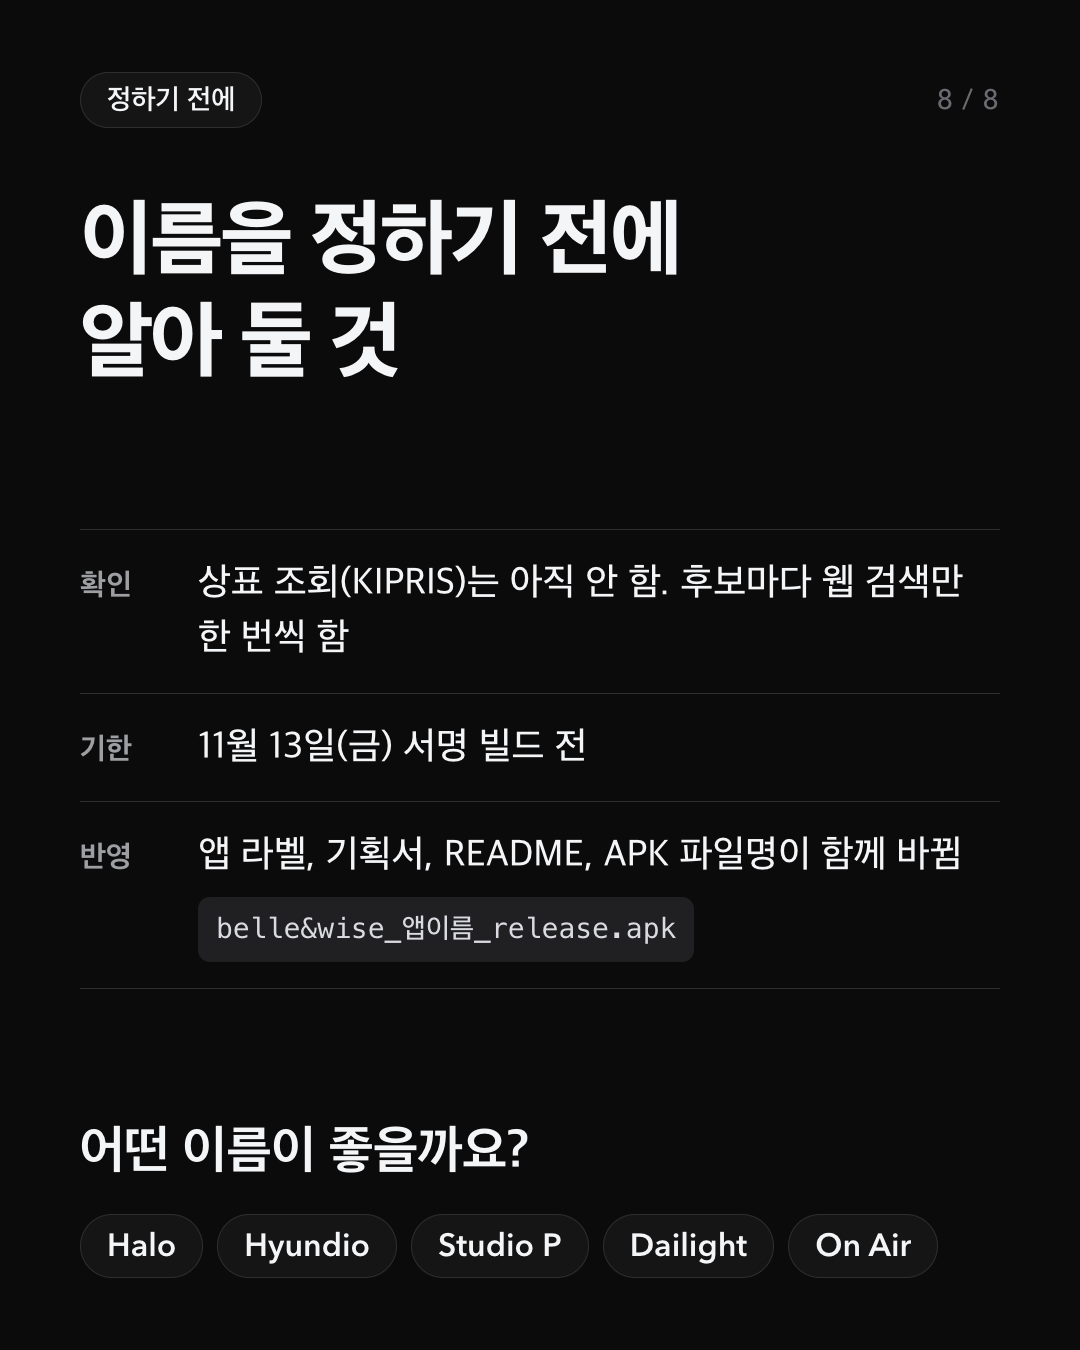 정하기 전에
8 / 8
이름을 정하기 전에
알아 둘 것
확인
상표 조회(KIPRIS)는 아직 안 함. 후보마다 웹 검색만
한 번씩 함
기한
11월 13일(금) 서명 빌드 전
반영
앱 라벨, 기획서, README, APK 파일명이 함께 바뀜
belle&wise_앱이름_release.apk
어떤 이름이 좋을까요?
Halo
Hyundio
Studio P
Dailight
On Air